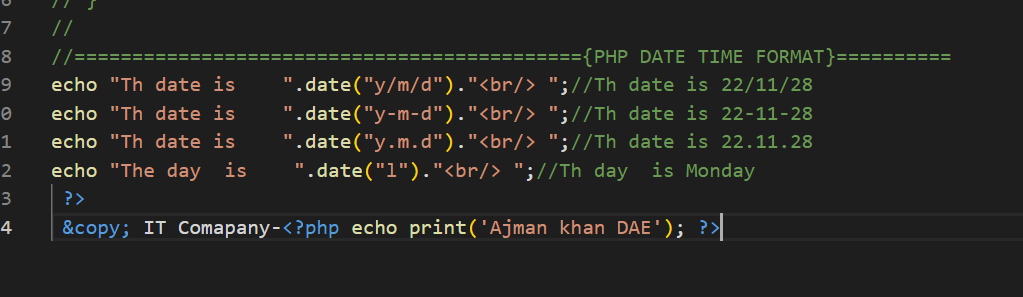 6 // }
7 //
8 //============================================{PHP DATE TIME FORMAT}==========
9 echo "Th date is    ".date("y/m/d")."<br/> ";//Th date is 22/11/28
0 echo "Th date is    ".date("y-m-d")."<br/> ";//Th date is 22-11-28
1 echo "Th date is    ".date("y.m.d")."<br/> ";//Th date is 22.11.28
2 echo "The day  is    ".date("l")."<br/> ";//Th day  is Monday
3  ?>
4  &copy; IT Comapany-<?php echo print('Ajman khan DAE'); ?>